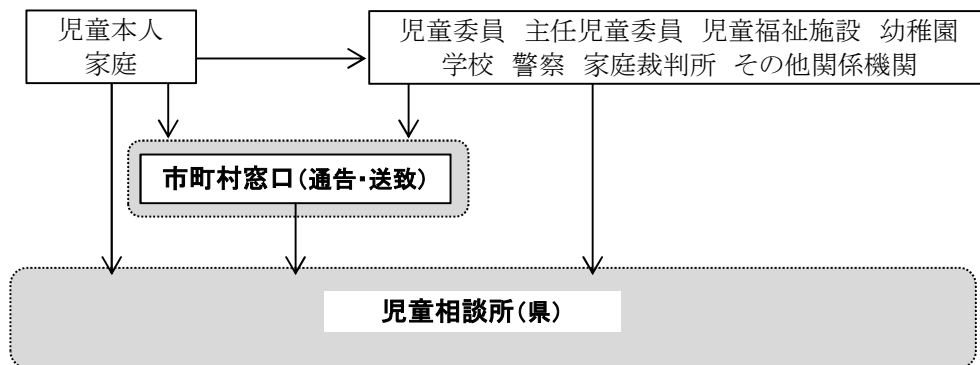 児童本人
家庭
児童委員 主任児童委員 児童福祉施設 幼稚園
学校 警察 家庭裁判所 その他関係機関
市町村窓口(通告・送致)
児童相談所(県)